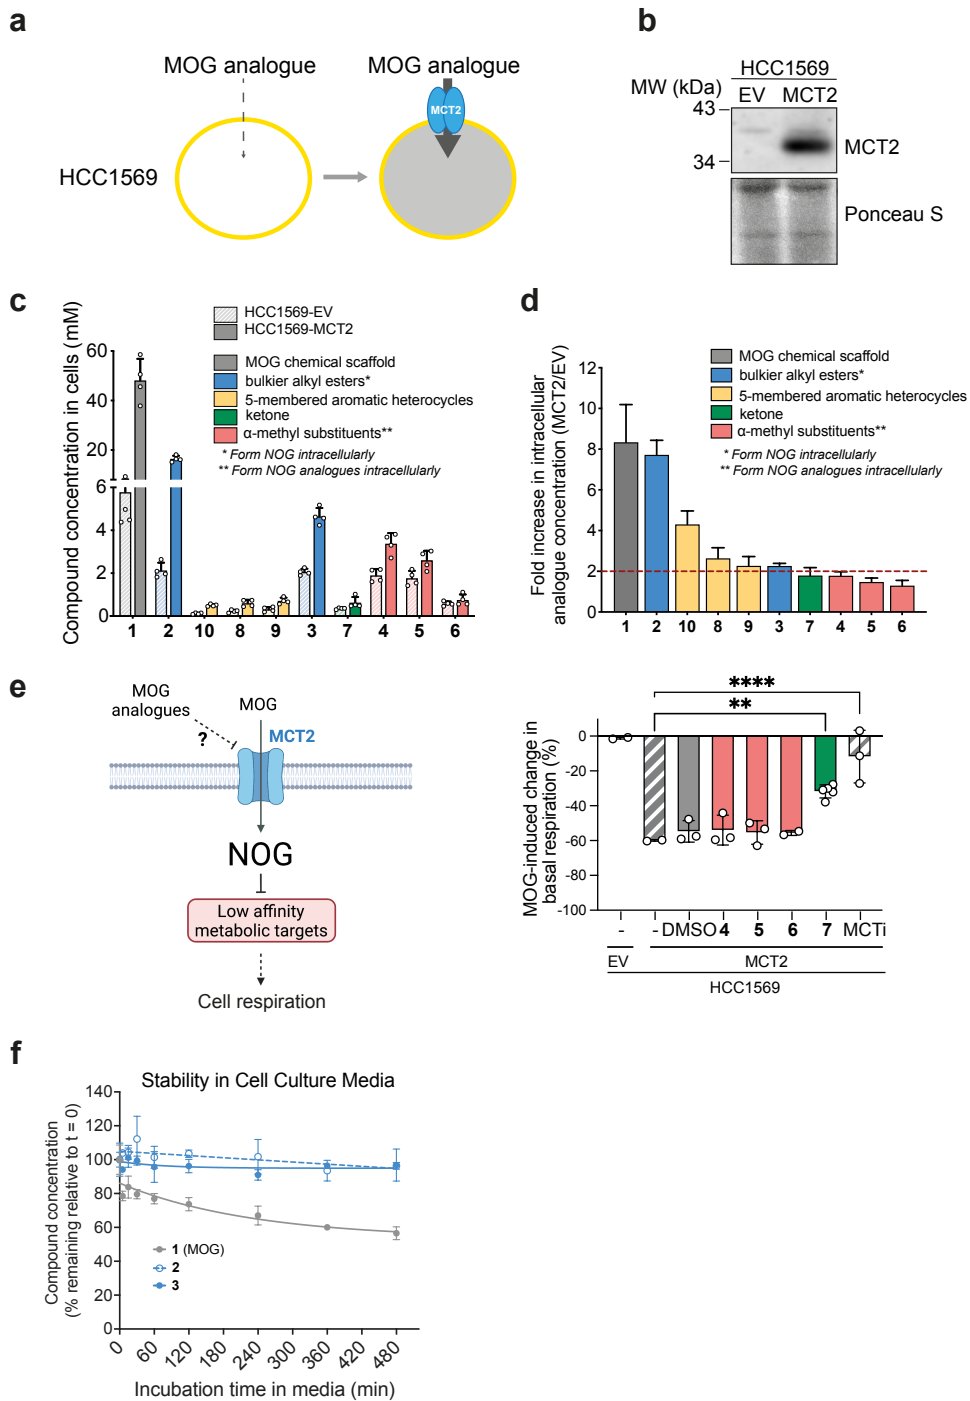 a
MOG analogue
MOG analogue
MCT2
HCC1569
b
HCC1569
MW (kDa)
EV
MCT2
43
34
MCT2
Ponceau S
c
Compound concentration in cells (mM)
60
40
20
6
4
2
0
HCC1569-EV
HCC1569-MCT2
MOG chemical scaffold
bulkier alkyl esters*
5-membered aromatic heterocycles
ketone
α-methyl substituents**
* Form NOG intracellularly
** Form NOG analogues intracellularly
1 2 10 8 9 3 7 4 5 6
d
Fold increase in intracellular
analogue concentration (MCT2/EV)
12
10
8
6
4
2
0
MOG chemical scaffold
bulkier alkyl esters*
5-membered aromatic heterocycles
ketone
α-methyl substituents**
* Form NOG intracellularly
** Form NOG analogues intracellularly
1 2 10 8 9 3 7 4 5 6
e
MOG
analogues
?
MOG
MCT2
NOG
Low affinity
metabolic targets
Cell respiration
MOG-induced change in
basal respiration (%)
****
**
0
-20
-40
-60
-80
-100
- - DMSO 4 5 6 7 MCTi
EV
MCT2
HCC1569
f
Stability in Cell Culture Media
Compound concentration
(% remaining relative to t = 0)
140
120
100
80
60
40
20
0
1 (MOG)
2
3
0 60 120 180 240 300 360 420 480
Incubation time in media (min)